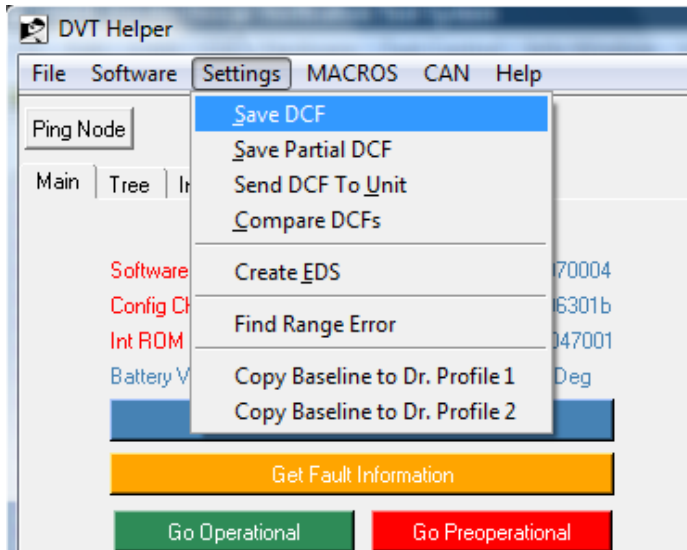 DVT Helper
File Software Settings MACROS CAN Help
Ping Node
Save DCF
Save Partial DCF
Send DCF To Unit
Compare DCFs
Create EDS
Find Range Error
Copy Baseline to Dr. Profile 1
Copy Baseline to Dr. Profile 2
Main Tree
Software 70004
Config 6301b
Int ROM 047001
Battery V Deg
Get Fault Information
Go Operational Go Preoperational